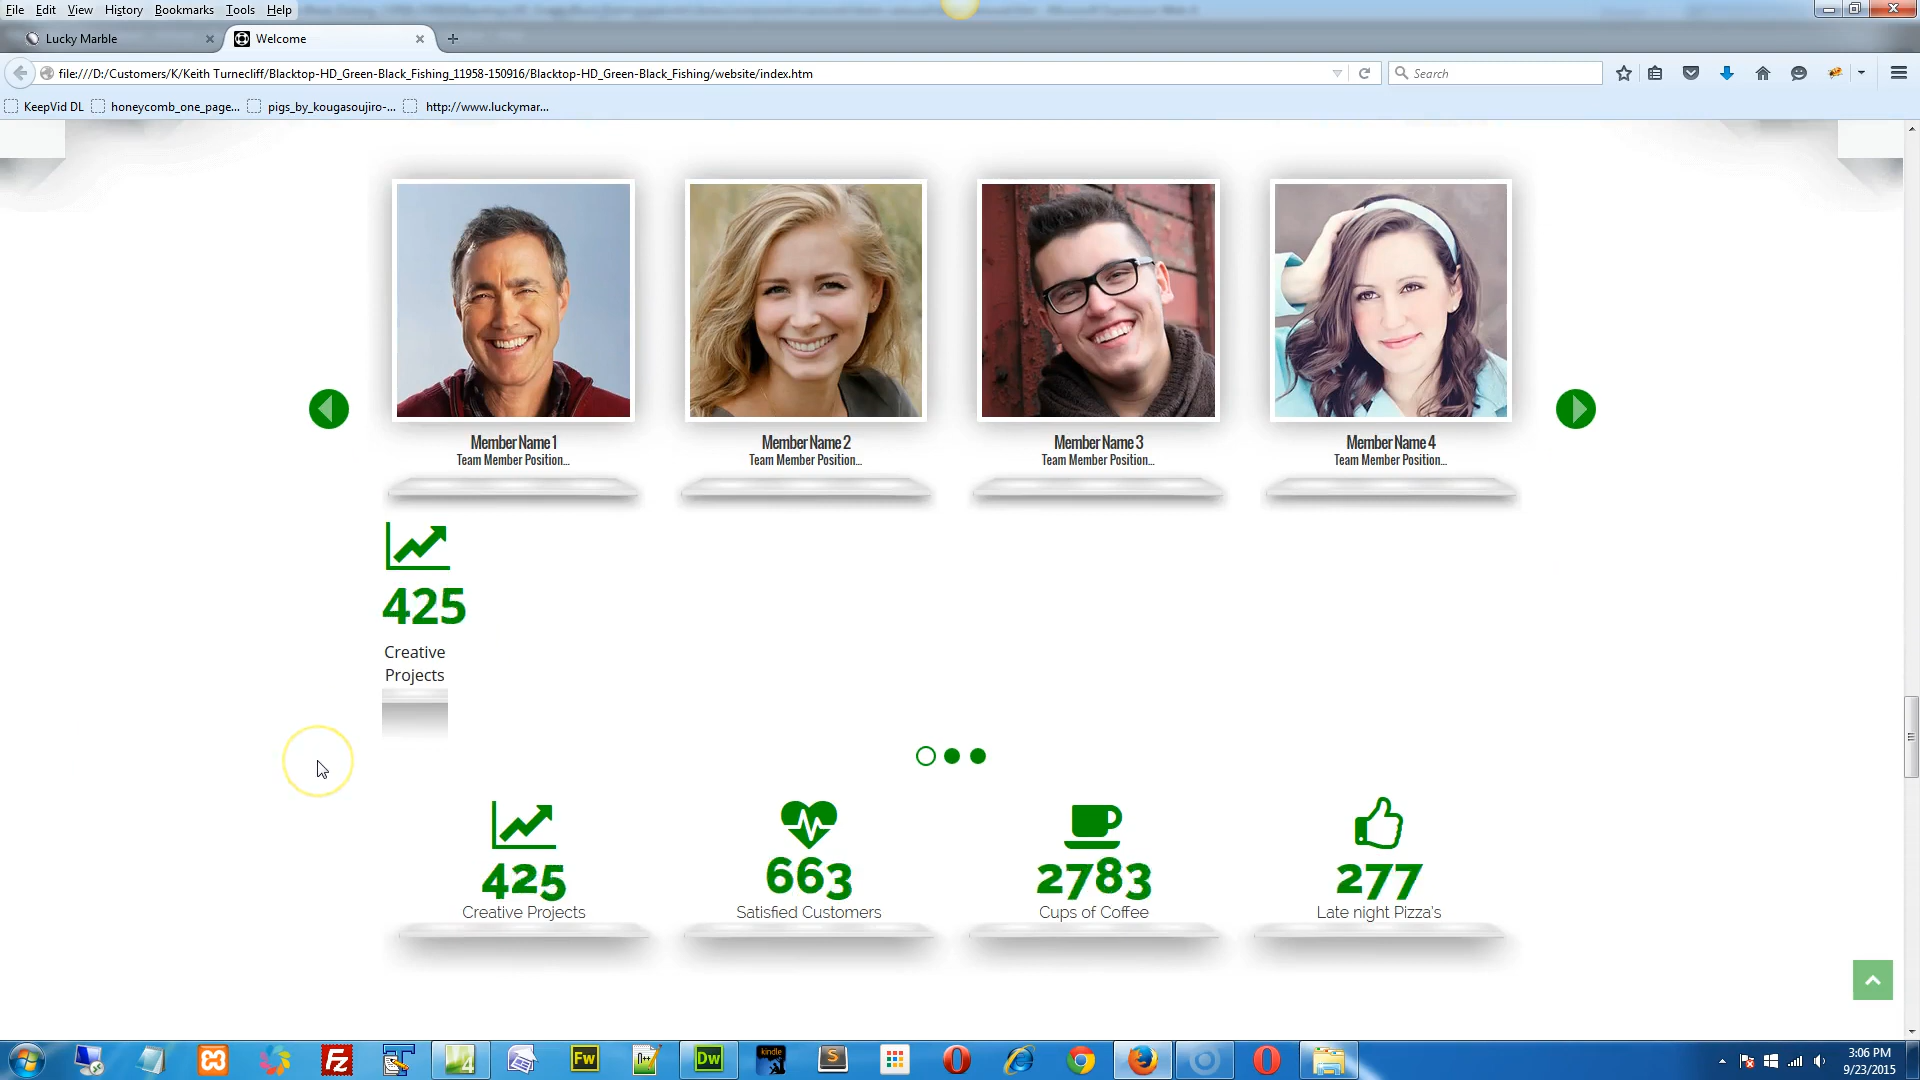 File Edit View History Bookmarks Tools Help
Lucky Marble
Welcome
file:///D:/Customers/K/Keith Turnecliff/Blacktop-HD_Green-Black_Fishing_11958-150916/Blacktop-HD_Green-Black_Fishing/website/index.htm
Search
KeepVid DL
honeycomb_one_page...
pigs_by_kougasoujiro-...
http://www.luckymar...
Member Name 1
Team Member Position...
Member Name 2
Team Member Position...
Member Name 3
Team Member Position...
Member Name 4
Team Member Position...
425
Creative
Projects
425
Creative Projects
663
Satisfied Customers
2783
Cups of Coffee
277
Late night Pizza's
Fz
4
Fw
n++
Dw
kindle
S
3:06 PM
9/23/2015